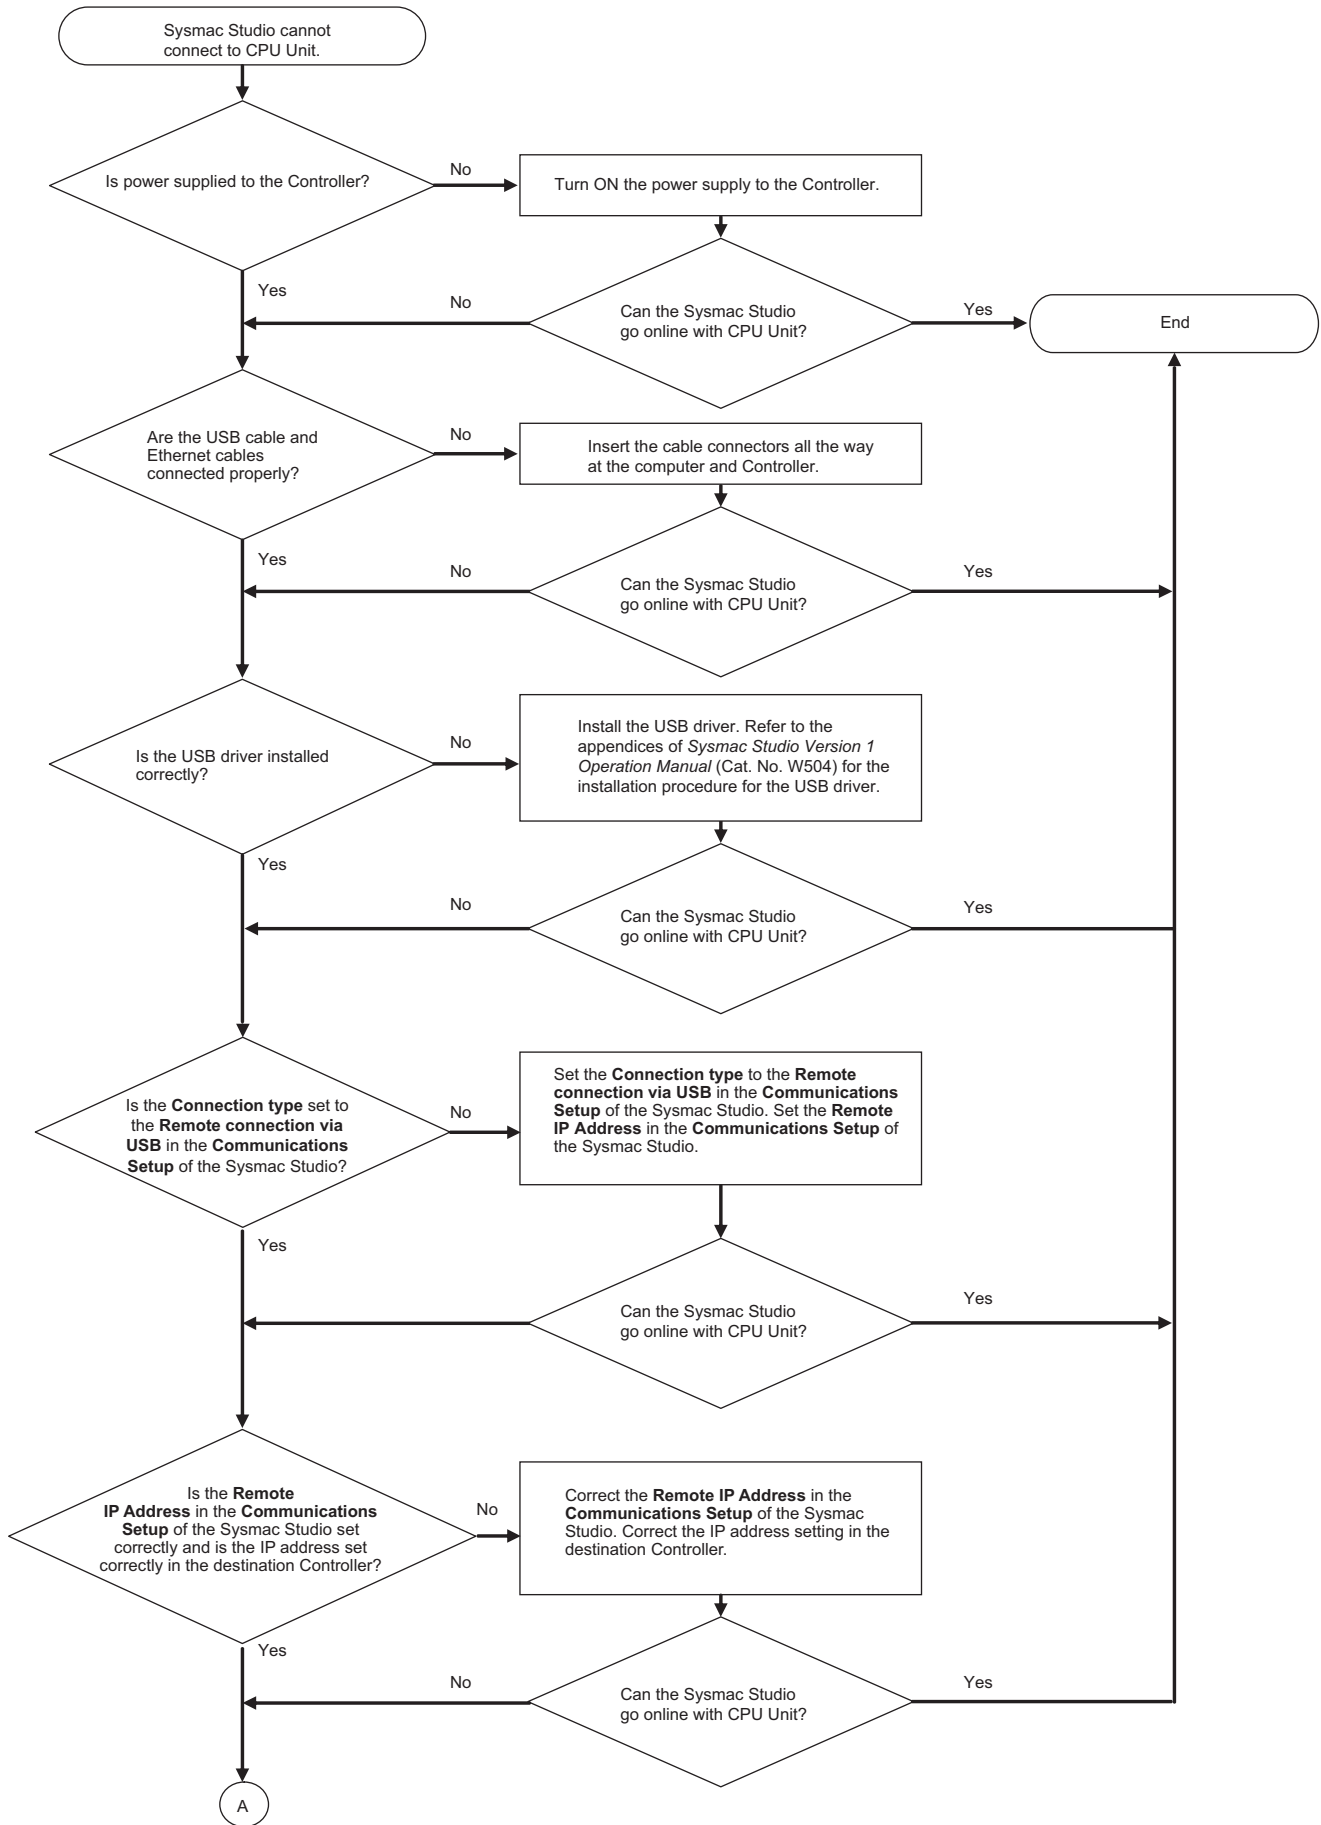 Sysmac Studio cannot
connect to CPU Unit.
Is power supplied to the Controller?
No
Turn ON the power supply to the Controller.
Yes
No
Can the Sysmac Studio
go online with CPU Unit?
Yes
End
Are the USB cable and
Ethernet cables
connected properly?
No
Insert the cable connectors all the way
at the computer and Controller.
Yes
No
Can the Sysmac Studio
go online with CPU Unit?
Yes
Is the USB driver installed
correctly?
No
Install the USB driver. Refer to the
appendices of Sysmac Studio Version 1
Operation Manual (Cat. No. W504) for the
installation procedure for the USB driver.
Yes
No
Can the Sysmac Studio
go online with CPU Unit?
Yes
Is the Connection type set to
the Remote connection via
USB in the Communications
Setup of the Sysmac Studio?
No
Set the Connection type to the Remote
connection via USB in the Communications
Setup of the Sysmac Studio. Set the Remote
IP Address in the Communications Setup of
the Sysmac Studio.
Yes
Can the Sysmac Studio
go online with CPU Unit?
Yes
Is the Remote
IP Address in the Communications
Setup of the Sysmac Studio set
correctly and is the IP address set
correctly in the destination Controller?
No
Correct the Remote IP Address in the
Communications Setup of the Sysmac
Studio. Correct the IP address setting in the
destination Controller.
Yes
No
Can the Sysmac Studio
go online with CPU Unit?
Yes
A